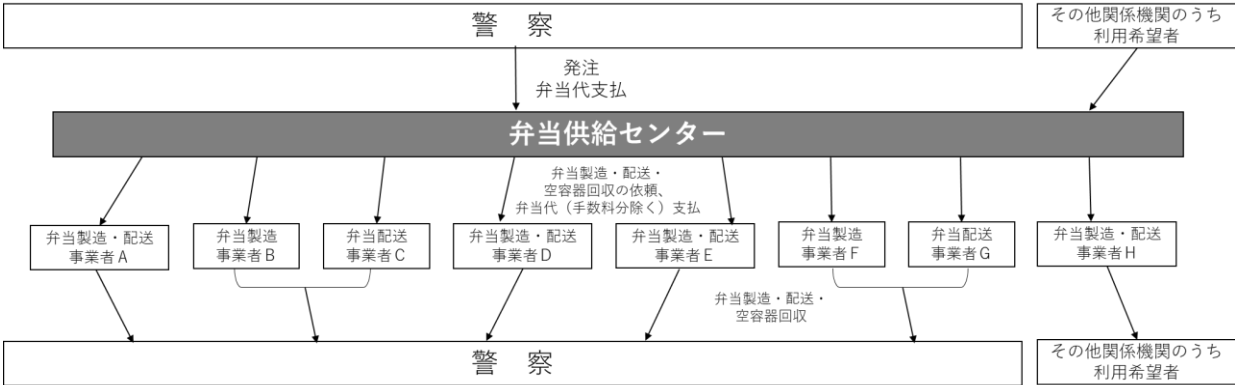 警　察
その他関係機関のうち
利用希望者
発注
弁当代支払
弁当供給センター
弁当製造・配送・
空容器回収の依頼、
弁当代（手数料分除く）支払
弁当製造・配送
事業者A
弁当製造
事業者B
弁当配送
事業者C
弁当製造・配送
事業者D
弁当製造・配送
事業者E
弁当製造
事業者F
弁当配送
事業者G
弁当製造・配送
事業者H
弁当製造・配送・
空容器回収
警　察
その他関係機関のうち
利用希望者